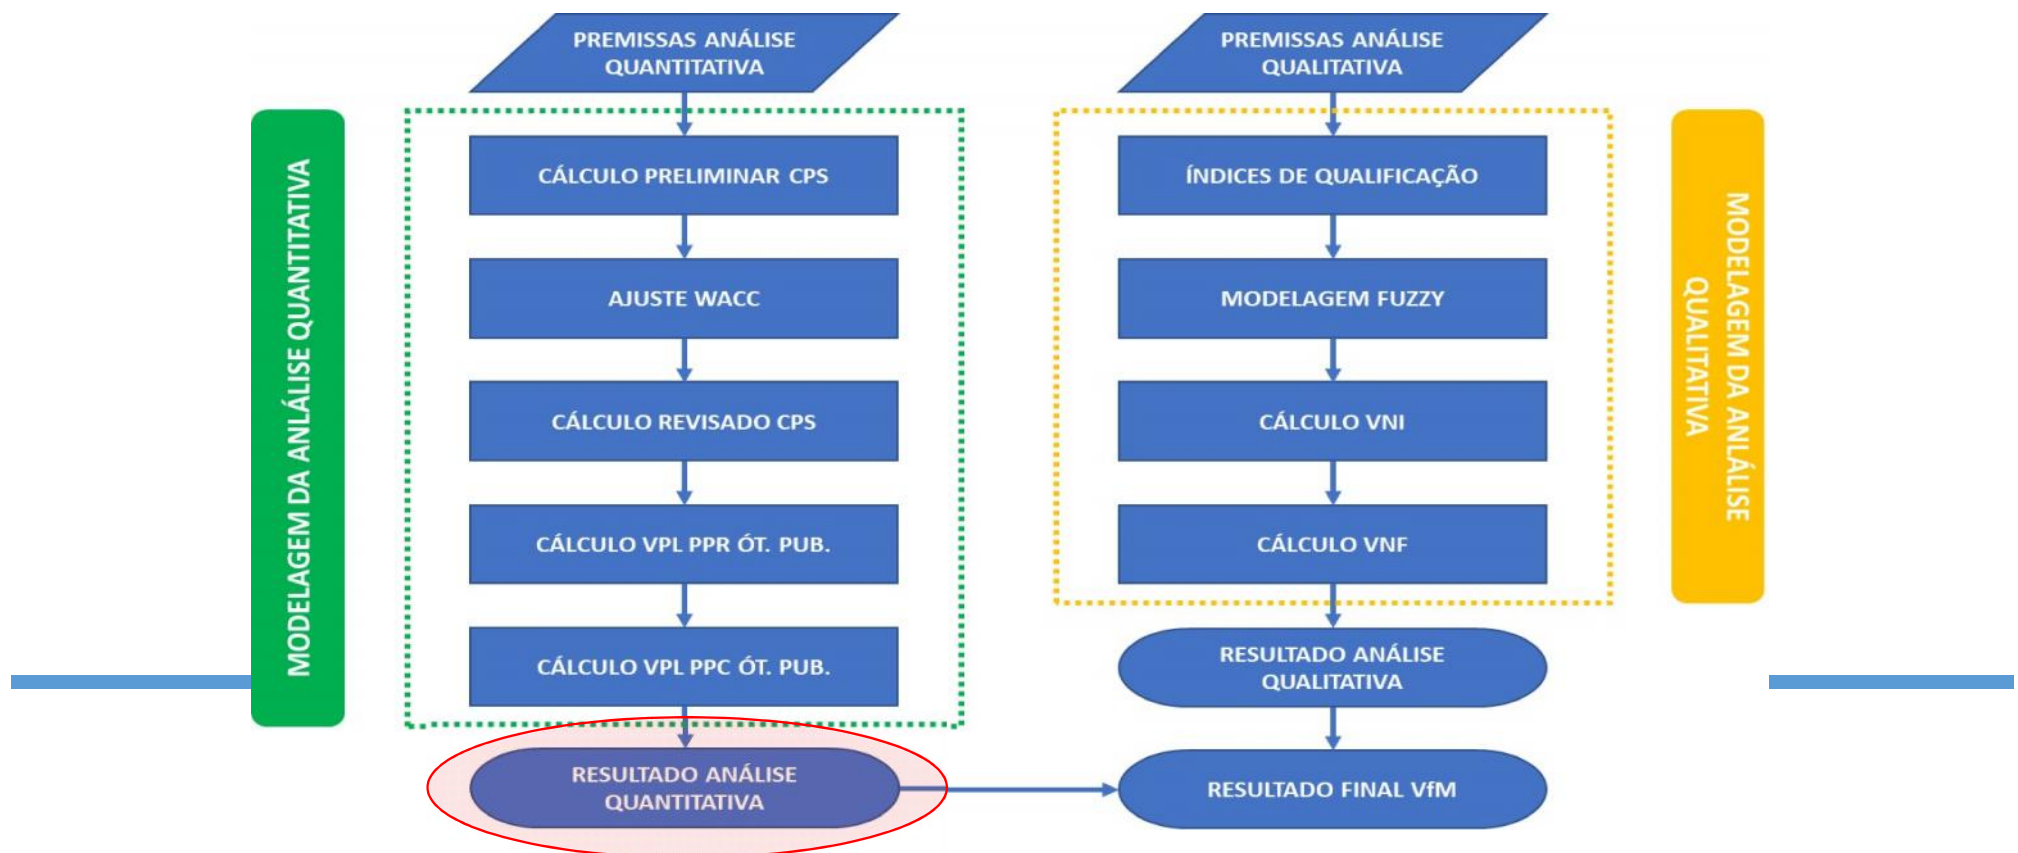 PREMISSAS ANÁLISE
QUANTITATIVA
MODELAGEM DA ANLÁLISE QUANTITATIVA
CÁLCULO PRELIMINAR CPS
AJUSTE WACC
CÁLCULO REVISADO CPS
CÁLCULO VPL PPR ÓT. PUB.
CÁLCULO VPL PPC ÓT. PUB.
RESULTADO ANÁLISE
QUANTITATIVA
PREMISSAS ANÁLISE
QUALITATIVA
ÍNDICES DE QUALIFICAÇÃO
MODELAGEM FUZZY
CÁLCULO VNI
CÁLCULO VNF
MODELAGEM DA ANLÁLISE
QUALITATIVA
RESULTADO ANÁLISE
QUALITATIVA
RESULTADO FINAL VfM